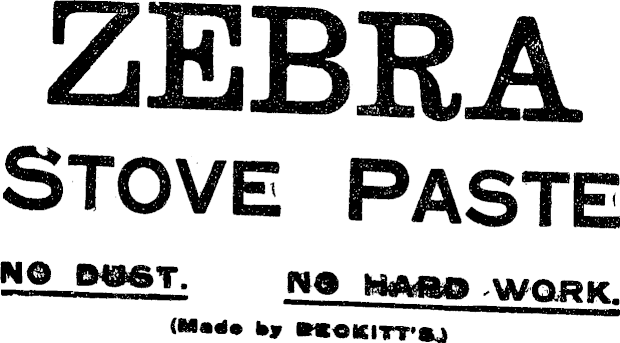 ZEBRA
STOVE PASTE
NO DUST. NO HARD WORK.
(Made by RECKITT'S.)